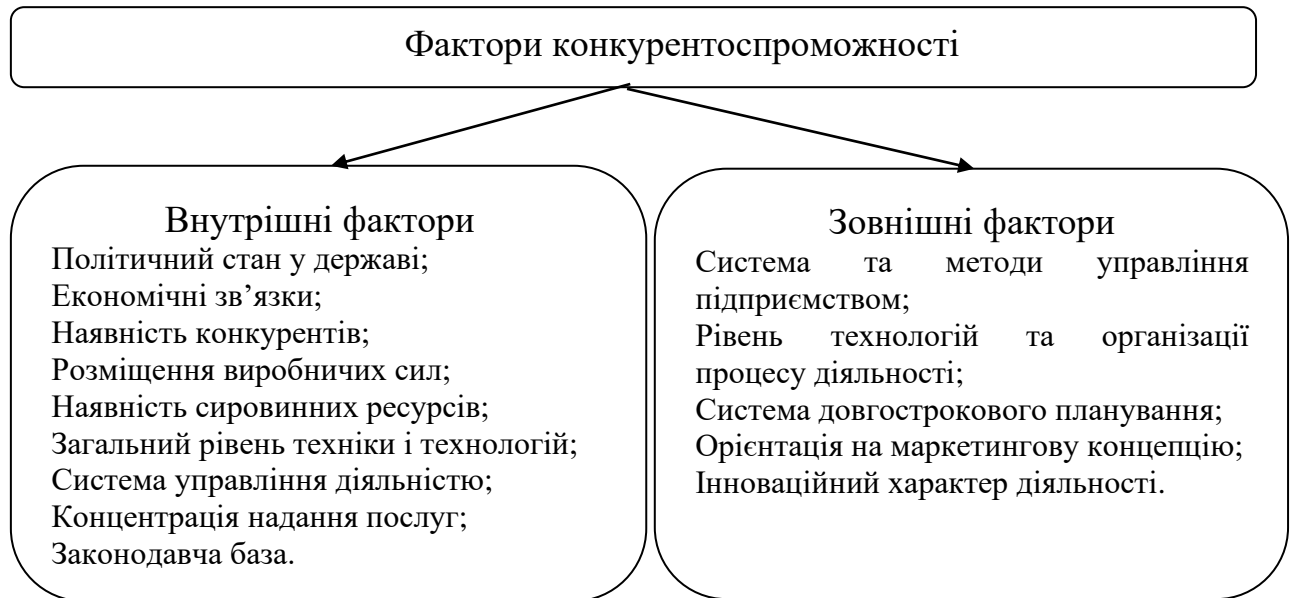 Фактори конкурентоспроможності
Внутрішні фактори
Політичний стан у державі;
Економічні зв’язки;
Наявність конкурентів;
Розміщення виробничих сил;
Наявність сировинних ресурсів;
Загальний рівень техніки і технологій;
Система управління діяльністю;
Концентрація надання послуг;
Законодавча база.
Зовнішні фактори
Система та методи управління
підприємством;
Рівень технологій та організації
процесу діяльності;
Система довгострокового планування;
Орієнтація на маркетингову концепцію;
Інноваційний характер діяльності.